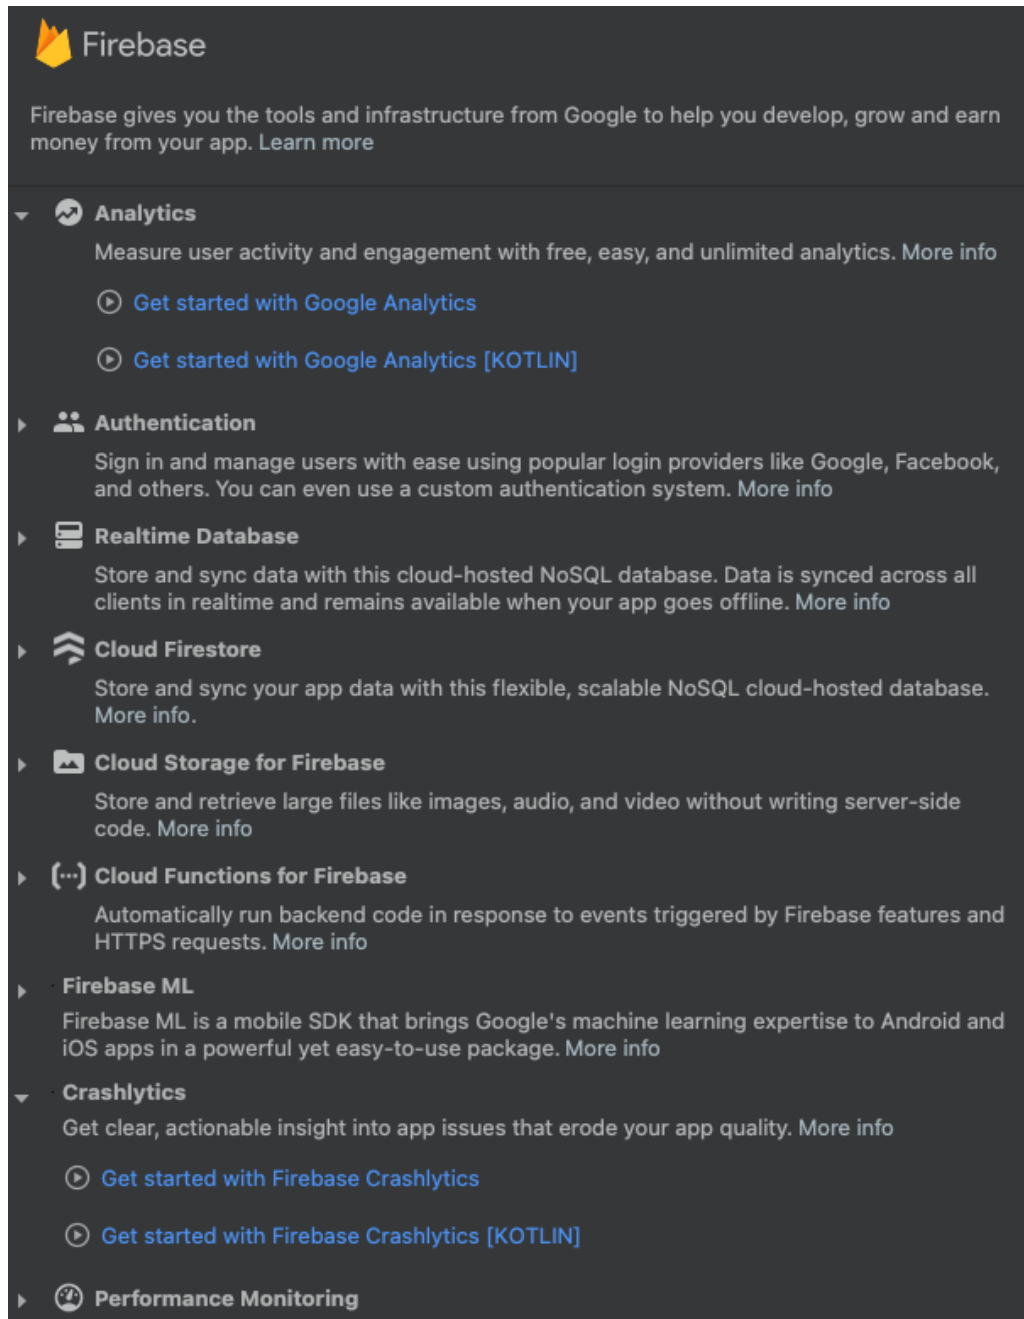 Firebase
Firebase gives you the tools and infrastructure from Google to help you develop, grow and earn
money from your app. Learn more
Analytics
Measure user activity and engagement with free, easy, and unlimited analytics. More info
Get started with Google Analytics
Get started with Google Analytics [KOTLIN]
Authentication
Sign in and manage users with ease using popular login providers like Google, Facebook,
and others. You can even use a custom authentication system. More info
Realtime Database
Store and sync data with this cloud-hosted NoSQL database. Data is synced across all
clients in realtime and remains available when your app goes offline. More info
Cloud Firestore
Store and sync your app data with this flexible, scalable NoSQL cloud-hosted database.
More info.
Cloud Storage for Firebase
Store and retrieve large files like images, audio, and video without writing server-side
code. More info
Cloud Functions for Firebase
Automatically run backend code in response to events triggered by Firebase features and
HTTPS requests. More info
Firebase ML
Firebase ML is a mobile SDK that brings Google's machine learning expertise to Android and
iOS apps in a powerful yet easy-to-use package. More info
Crashlytics
Get clear, actionable insight into app issues that erode your app quality. More info
Get started with Firebase Crashlytics
Get started with Firebase Crashlytics [KOTLIN]
Performance Monitoring